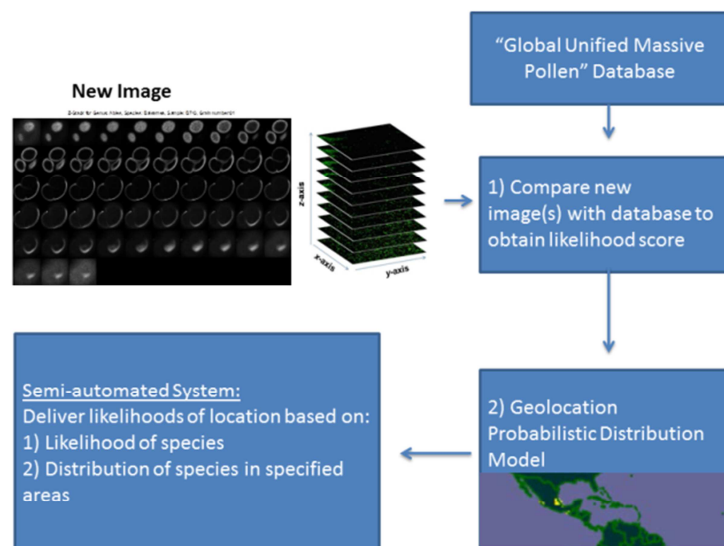 "Global Unified Massive
Pollen" Database
New Image
z-axis
x-axis
y-axis
1) Compare new
image(s) with database to
obtain likelihood score
2) Geolocation
Probabilistic Distribution
Model
Semi-automated System:
Deliver likelihoods of location based on:
1) Likelihood of species
2) Distribution of species in specified
areas